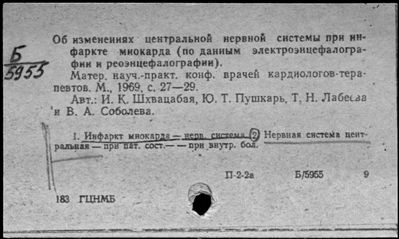 Об изменениях центральной нервной системы при ин-
фаркте миокарда (по данным электроэнцефалогра-
фии и реоэнцефалографии).
Б
5955
Матер. науч.-практ. конф. врачей кардиологов-тера-
певтов. М., 1969, с. 27—29.
Авт.: И. К. Шхвацабая, Ю. Т. Пушкарь, Т. Н. Лабеева
и В. А. Соболева.
1. Инфаркт миокарда — нерв. система 2) Нервная система цент-
ральная — при пат. сост. — — при внутр. бол.
П-2-2а Б/5955 9
183 ГЦНМБ